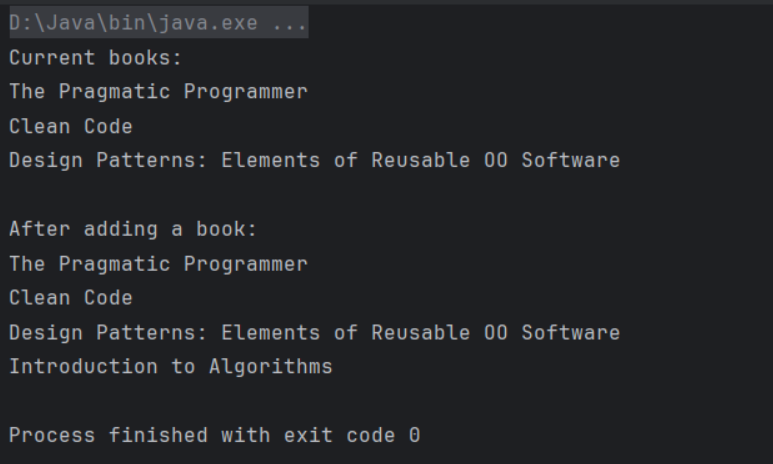 D:\Java\bin\java.exe ...
Current books:
The Pragmatic Programmer
Clean Code
Design Patterns: Elements of Reusable OO Software
After adding a book:
The Pragmatic Programmer
Clean Code
Design Patterns: Elements of Reusable OO Software
Introduction to Algorithms
Process finished with exit code 0